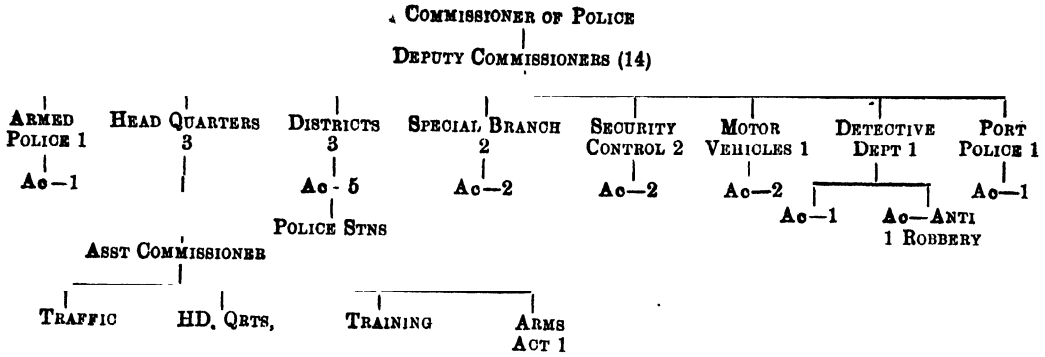 COMMISSIONER OF POLICE
DEPUTY COMMISSIONERS (14)
ARMED POLICE 1
HEAD QUARTERS 3
DISTRICTS 3
SPECIAL BRANCH 2
SECURITY CONTROL 2
MOTOR VEHICLES 1
DETECTIVE DEPT 1
PORT POLICE 1
Ac—1
Ac - 5
Ac—2
Ac—2
Ac—2
Ac—1
Ac—ANTI
1 ROBBERY
Ac—1
POLICE STNS
ASST COMMISSIONER
TRAFFIC
HD. QRTS,
TRAINING
ARMS
ACT 1